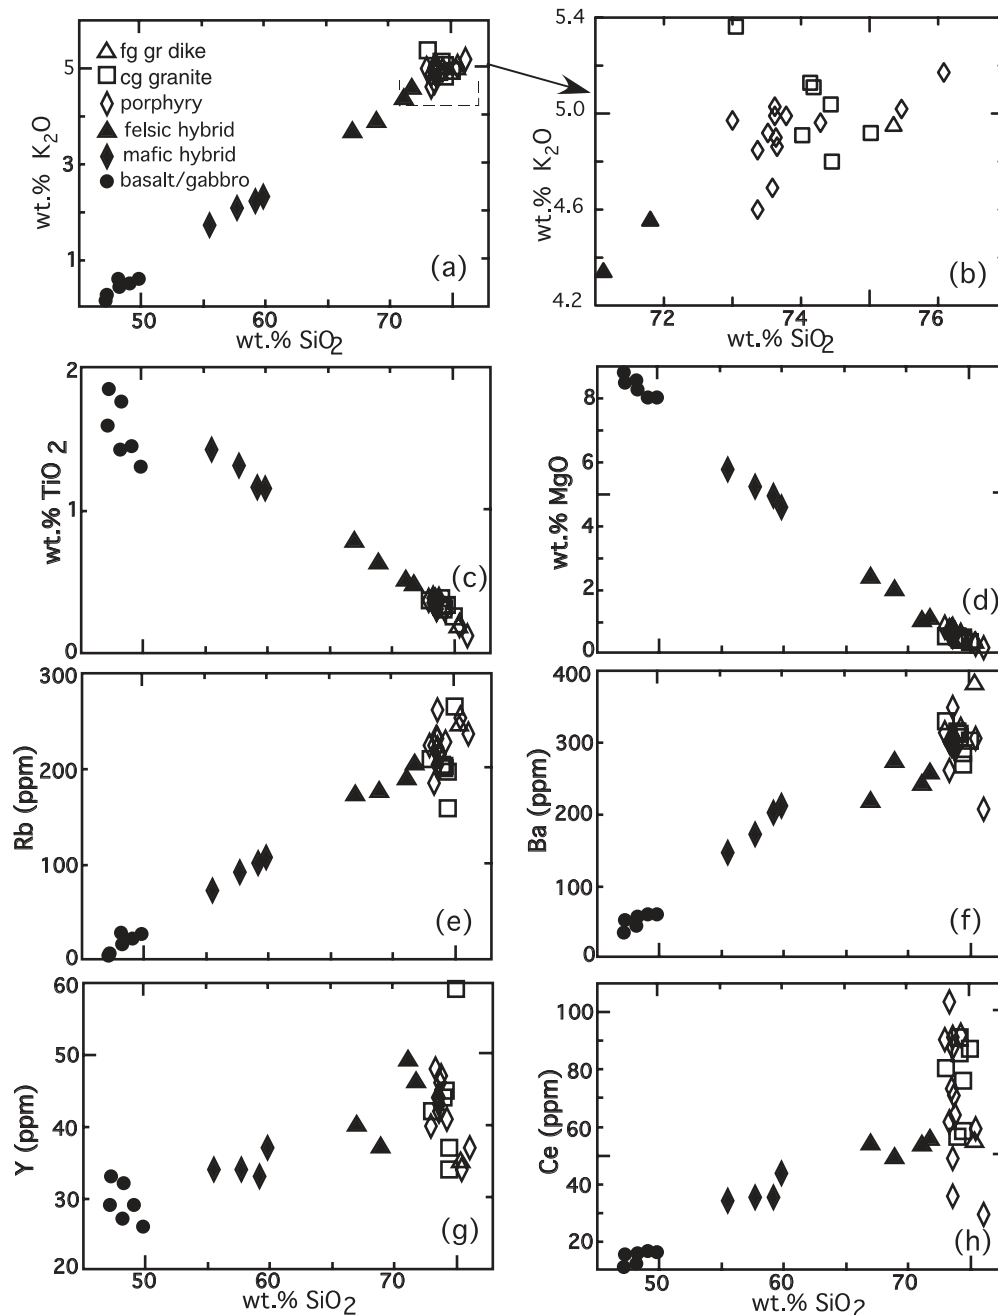 5
3
1
wt.% K2O
fg gr dike
cg granite
porphyry
felsic hybrid
mafic hybrid
basalt/gabbro
(a)
50
60
70
wt.% SiO2
5.4
5.0
4.6
4.2
wt.% K2O
(b)
72
74
76
wt.% SiO2
2
1
0
wt.% TiO2
(c)
8
6
4
2
0
wt.% MgO
(d)
300
200
100
0
Rb (ppm)
(e)
400
300
200
100
0
Ba (ppm)
(f)
60
50
40
30
20
Y (ppm)
(g)
50
60
70
wt.% SiO2
100
80
60
40
20
Ce (ppm)
(h)
50
60
70
wt.% SiO2